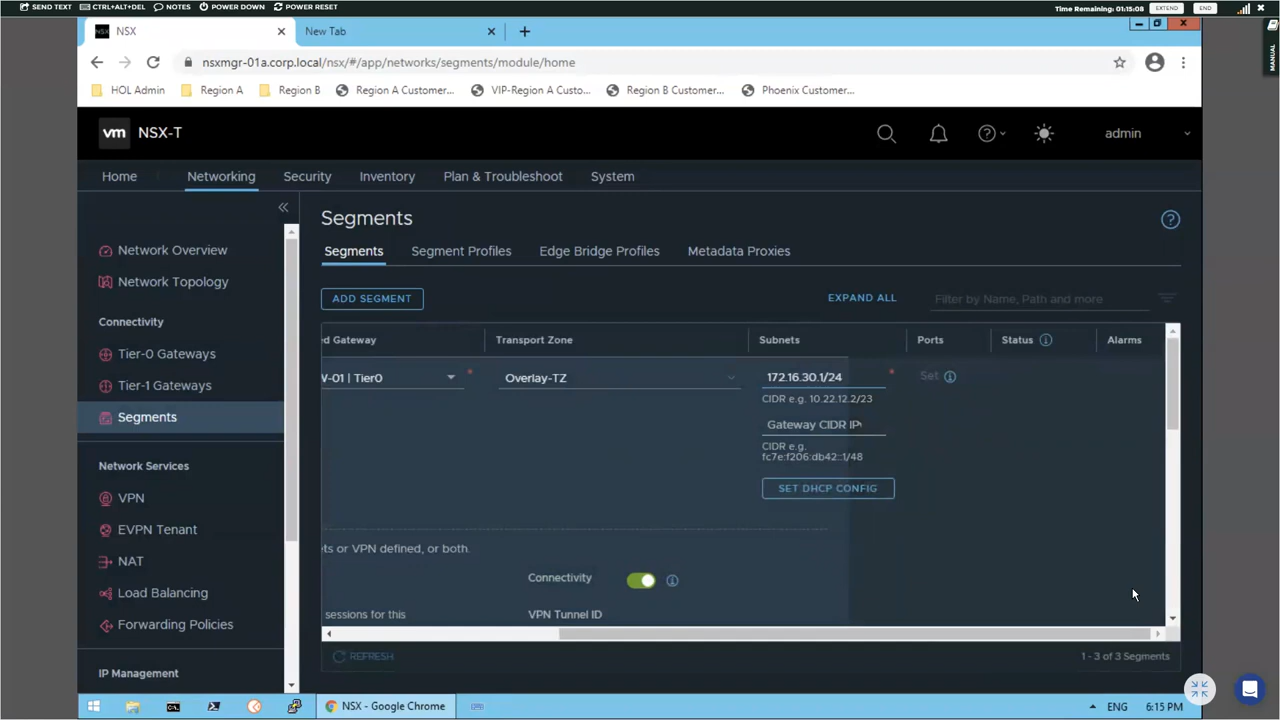 SEND TEXT CTRL+ALT+DEL NOTES POWER DOWN POWER RESET Time Remaining: 01:15:08 EXTEND END
MANUAL
NSX New Tab
nsxmgr-01a.corp.local/nsx/#/app/networks/segments/module/home
HOL Admin Region A Region B Region A Customer... VIP-Region A Custo... Region B Customer... Phoenix Customer...
vm NSX-T admin
Home Networking Security Inventory Plan & Troubleshoot System
Network Overview
Network Topology
Connectivity
Tier-0 Gateways
Tier-1 Gateways
Segments
Network Services
VPN
EVPN Tenant
NAT
Load Balancing
Forwarding Policies
IP Management
Segments
Segments Segment Profiles Edge Bridge Profiles Metadata Proxies
ADD SEGMENT EXPAND ALL Filter by Name, Path and more
ed Gateway Transport Zone Subnets Ports Status Alarms
V-01 | Tier0 * Overlay-TZ 172.16.30.1/24 * Set
CIDR e.g. 10.22.12.2/23
Gateway CIDR IPv
CIDR e.g.
fc7e:f206:db42::1/48
SET DHCP CONFIG
ets or VPN defined, or both.
Connectivity
sessions for this VPN Tunnel ID
REFRESH 1 - 3 of 3 Segments
NSX - Google Chrome ENG 6:15 PM